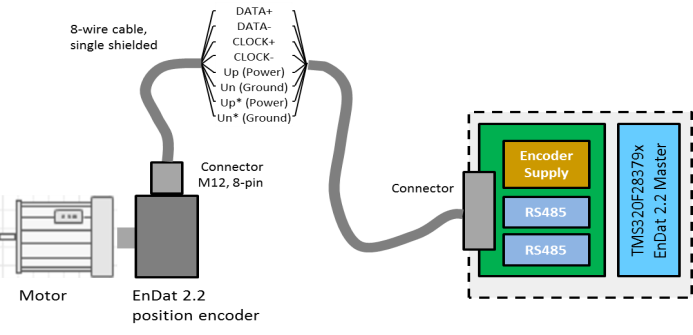 8-wire cable,
single shielded
DATA+
DATA-
CLOCK+
CLOCK-
Up (Power)
Un (Ground)
Up* (Power)
Un* (Ground)
Connector
M12, 8-pin
Connector
Encoder
Supply
RS485
RS485
TMS320F28379x
EnDat 2.2 Master
Motor
EnDat 2.2
position encoder